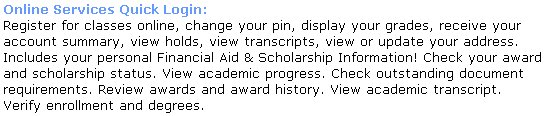 Online Services Quick Login:
Register for classes online, change your pin, display your grades, receive your
account summary, view holds, view transcripts, view or update your address.
Includes your personal Financial Aid & Scholarship Information! Check your award
and scholarship status. View academic progress. Check outstanding document
requirements. Review awards and award history. View academic transcript.
Verify enrollment and degrees.